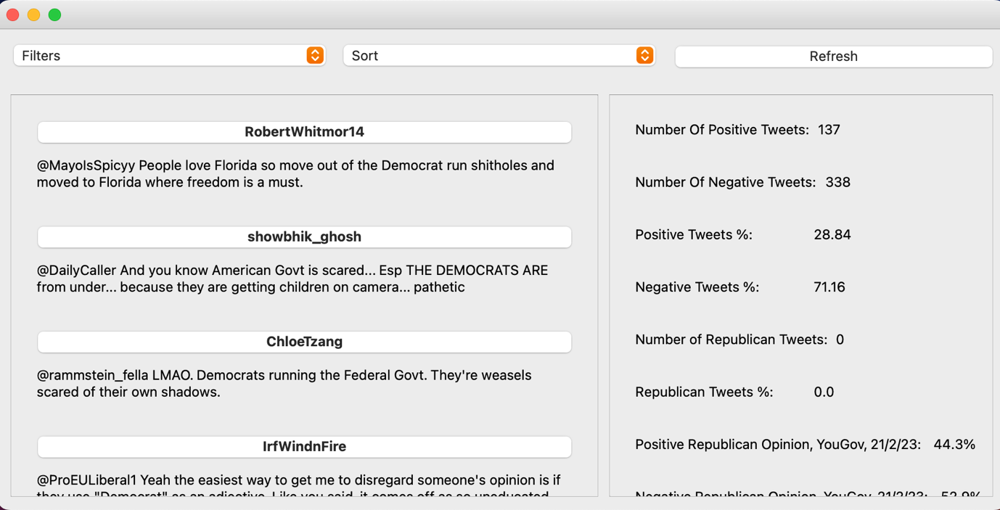 Filters
Sort
Refresh
RobertWhitmor14
@MayoIsSpicyy People love Florida so move out of the Democrat run shitholes and
moved to Florida where freedom is a must.
showbhik_ghosh
@DailyCaller And you know American Govt is scared... Esp THE DEMOCRATS ARE
from under... because they are getting children on camera... pathetic
ChloeTzang
@rammstein_fella LMAO. Democrats running the Federal Govt. They're weasels
scared of their own shadows.
IrfWindnFire
@ProEULiberal1 Yeah the easiest way to get me to disregard someone's opinion is if
they use "Democrat" as an adjective. Like you said, it comes off as so uneducated
Number Of Positive Tweets: 137
Number Of Negative Tweets: 338
Positive Tweets %: 28.84
Negative Tweets %: 71.16
Number of Republican Tweets: 0
Republican Tweets %: 0.0
Positive Republican Opinion, YouGov, 21/2/23: 44.3%
Negative Republican Opinion, YouGov, 21/2/23: 52.9%